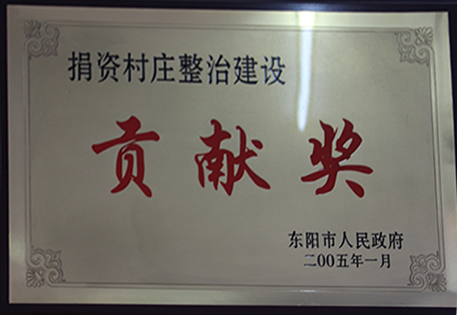 捐资村庄整治建设
贡献奖
东阳市人民政府
二00五年一月